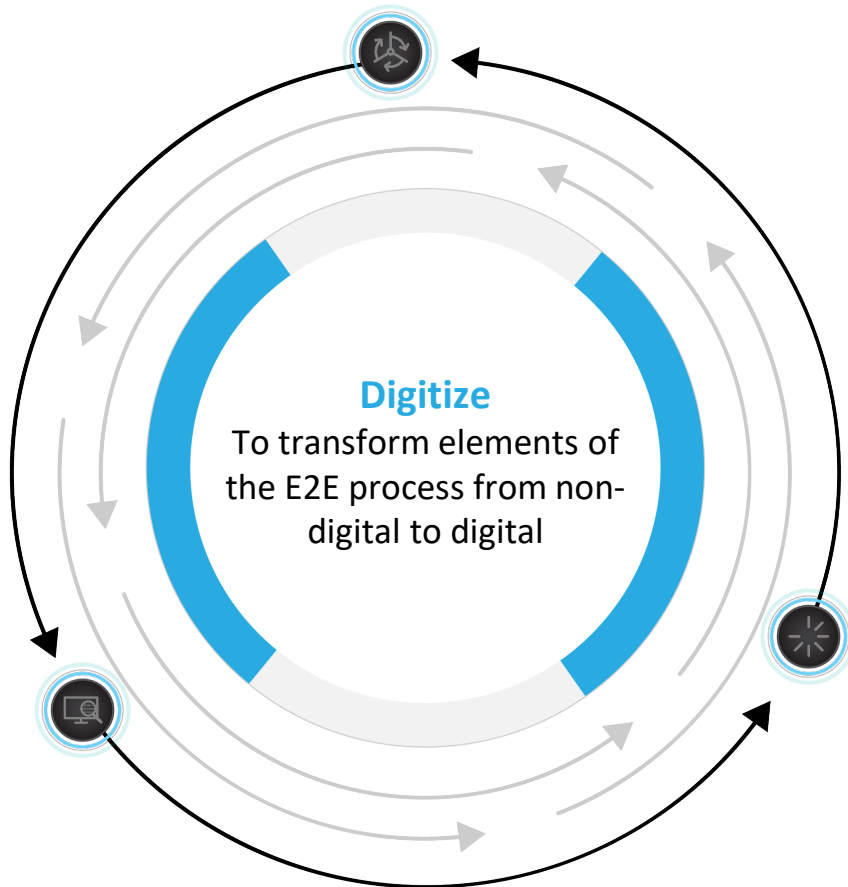 Digitize
To transform elements of
the E2E process from non-
digital to digital